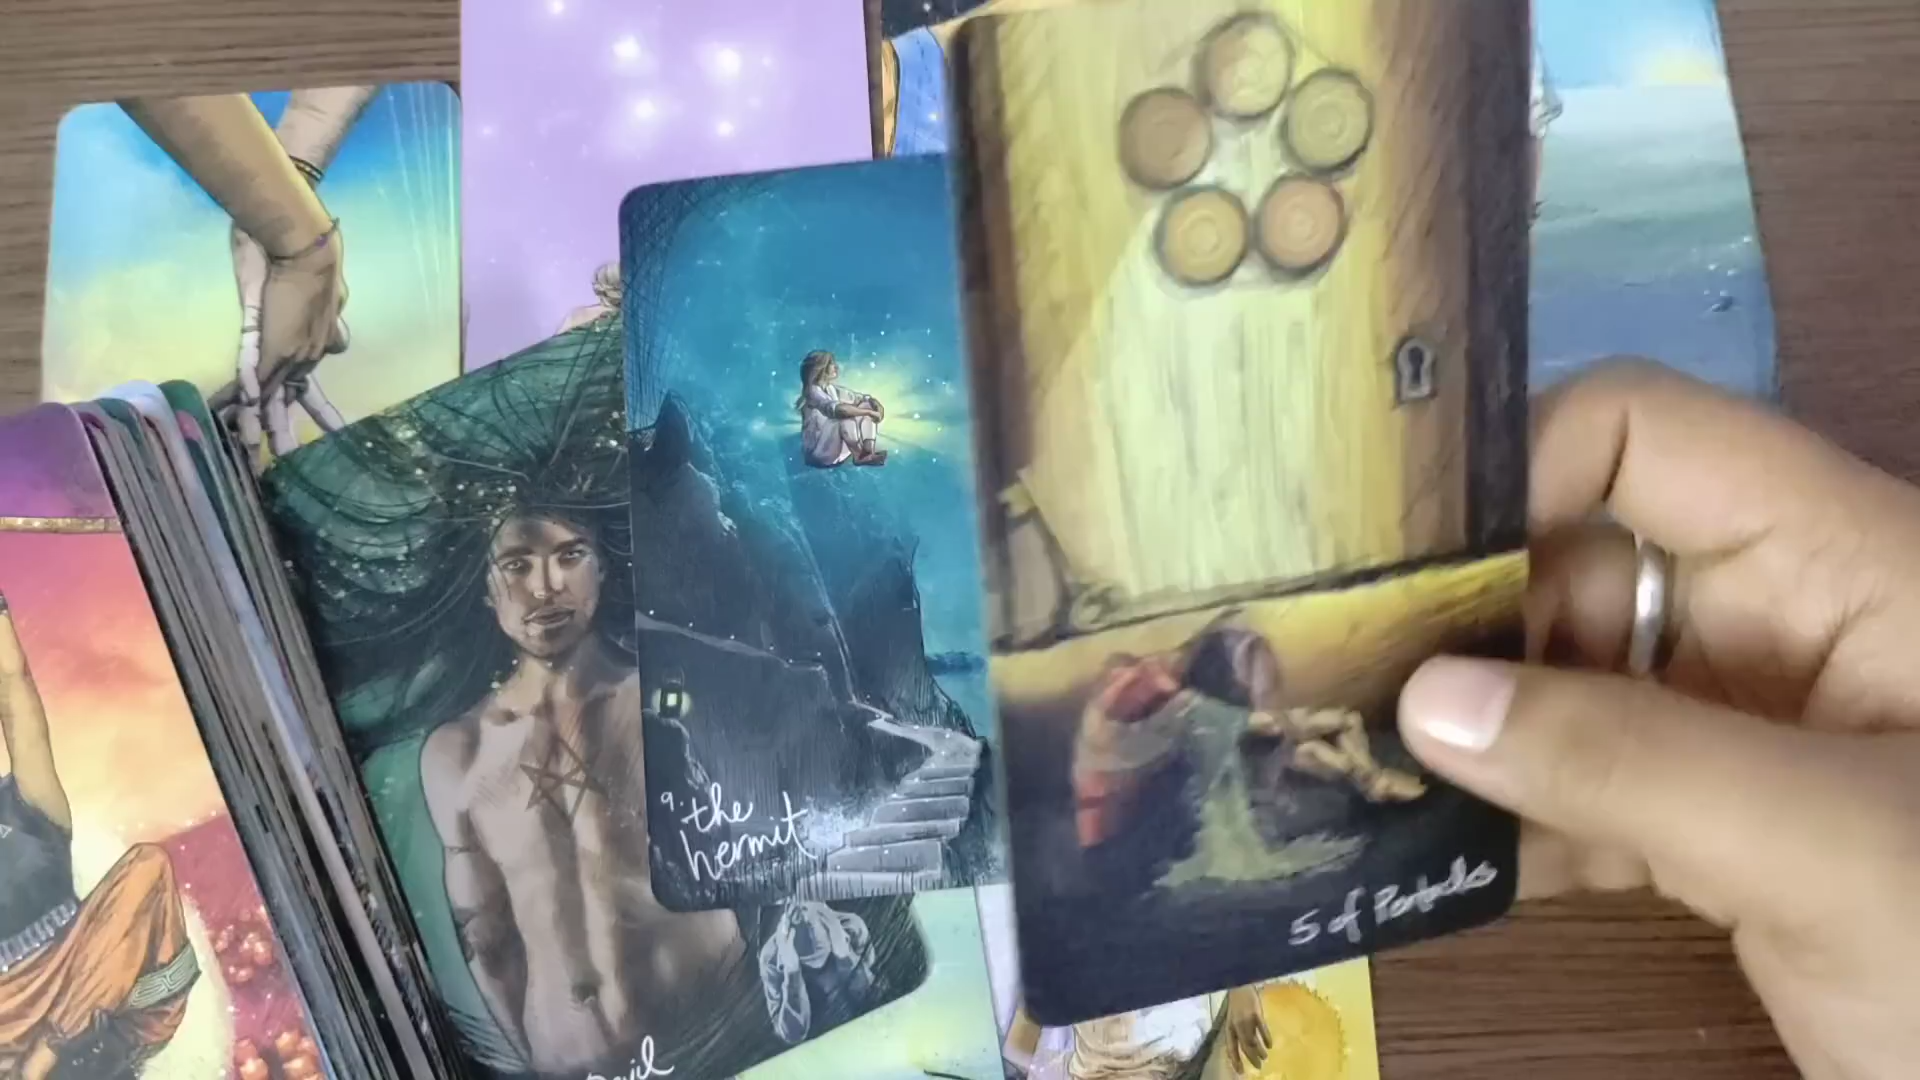 9. the
hermit
5 of Pentacles